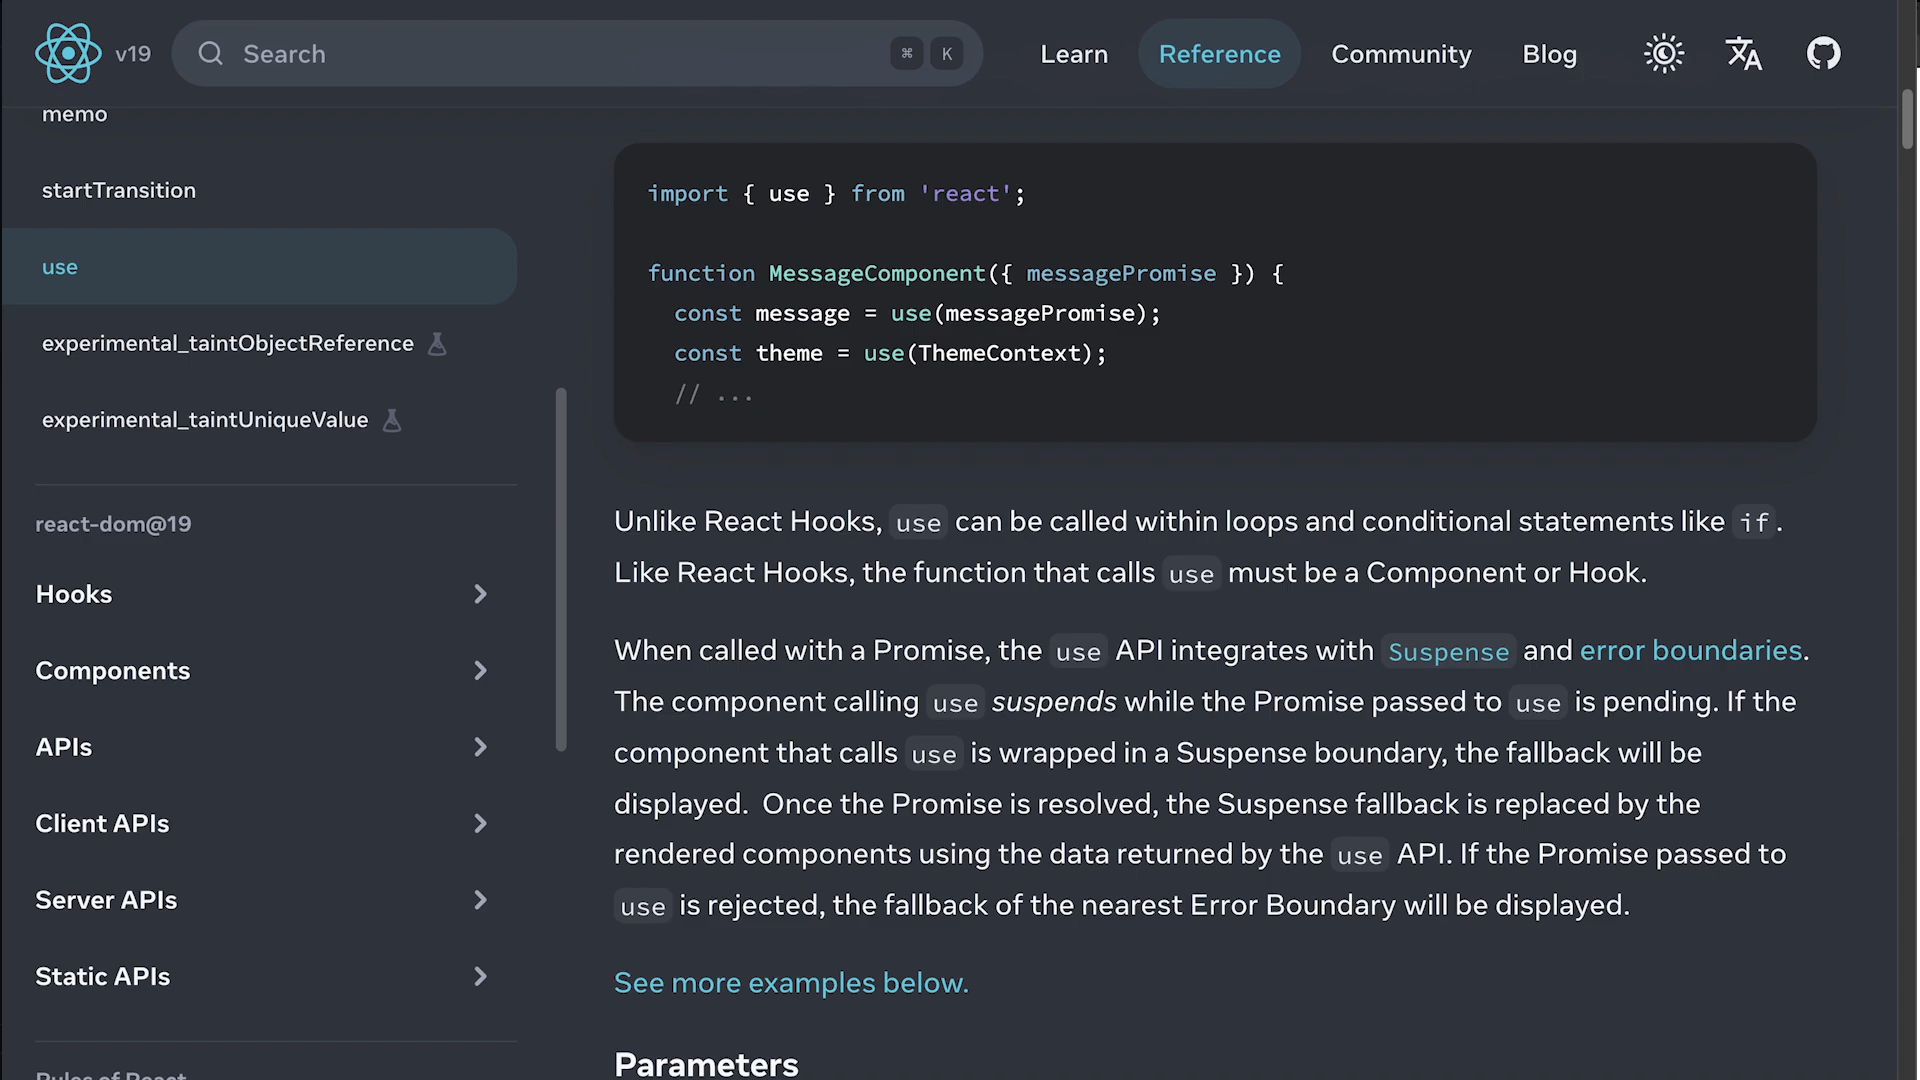 v19
Search
⌘ K
Learn
Reference
Community
Blog
memo
startTransition
use
experimental_taintObjectReference
experimental_taintUniqueValue
react-dom@19
Hooks
Components
APIs
Client APIs
Server APIs
Static APIs
Rules of React
import { use } from 'react';
function MessageComponent({ messagePromise }) {
const message = use(messagePromise);
const theme = use(ThemeContext);
// ...
Unlike React Hooks, use can be called within loops and conditional statements like if.
Like React Hooks, the function that calls use must be a Component or Hook.
When called with a Promise, the use API integrates with Suspense and error boundaries.
The component calling use suspends while the Promise passed to use is pending. If the
component that calls use is wrapped in a Suspense boundary, the fallback will be
displayed. Once the Promise is resolved, the Suspense fallback is replaced by the
rendered components using the data returned by the use API. If the Promise passed to
use is rejected, the fallback of the nearest Error Boundary will be displayed.
See more examples below.
Parameters